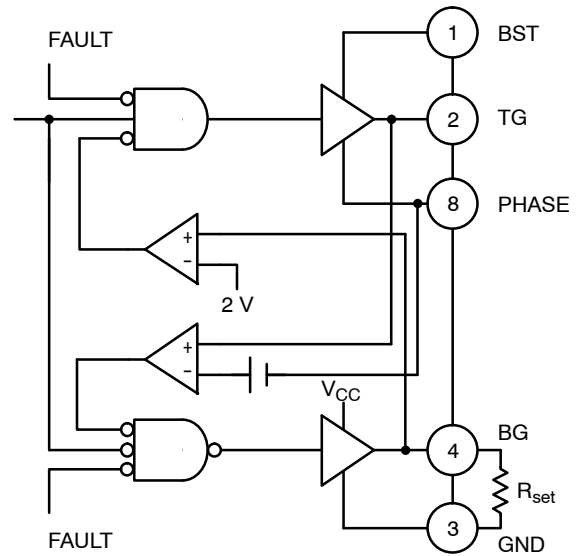 FAULT
1 BST
2 TG
8 PHASE
+
−
2 V
+
−
VCC
4 BG
Rset
3 GND
FAULT